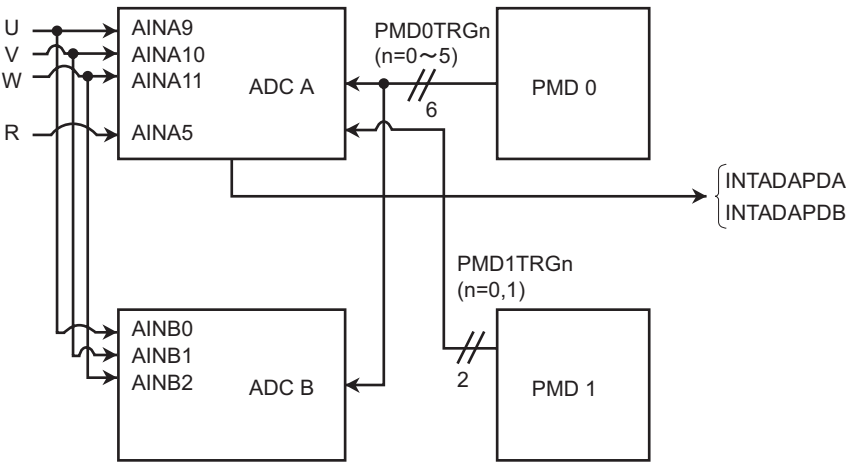 U
V
W
R
AINA9
AINA10
AINA11
AINA5
ADC A
PMD0TRGn
(n=0～5)
6
PMD 0
INTADAPDA
INTADAPDB
PMD1TRGn
(n=0,1)
2
PMD 1
AINB0
AINB1
AINB2
ADC B